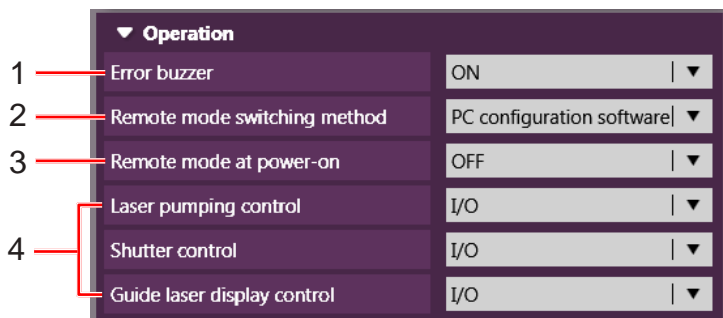 ▼ Operation
1 Error buzzer ON ▼
2 Remote mode switching method PC configuration software ▼
3 Remote mode at power-on OFF ▼
Laser pumping control I/O ▼
4 Shutter control I/O ▼
Guide laser display control I/O ▼